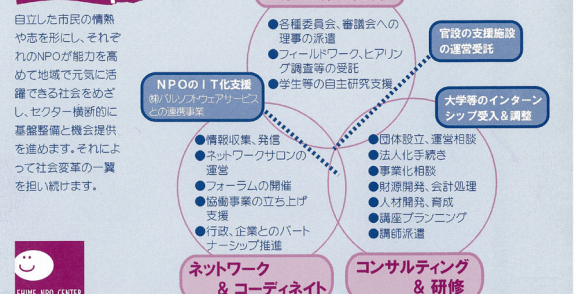 自立した市民の情熱
や志を形にし、それぞ
れのNPOが能力を高
めて地域で元気に活
躍できる社会をめざ
し、セクター横断的に
基盤整備と機会提供
を進めます。それによ
って社会変革の一翼
を担い続けます。
●各種委員会、審議会への
理事の派遣
●フィールドワーク、ヒアリン
グ調査等の受託
●学生等の自主研究支援
官設の支援施設
の運営受託
NPOのIT化支援
㈱パルソフトウェアサービス
との連携事業
大学等のインターン
シップ受入&調整
●情報収集、発信
●ネットワークサロンの
運営
●フォーラムの開催
●協働事業の立ち上げ
支援
●行政、企業とのパート
ナーシップ推進
●団体設立、運営相談
●法人化手続き
●事業化相談
●財源開発、会計処理
●人材開発、育成
●講座プランニング
●講師派遣
ネットワーク
&コーディネイト
コンサルティング
&研修
EHIME NPO CENTER